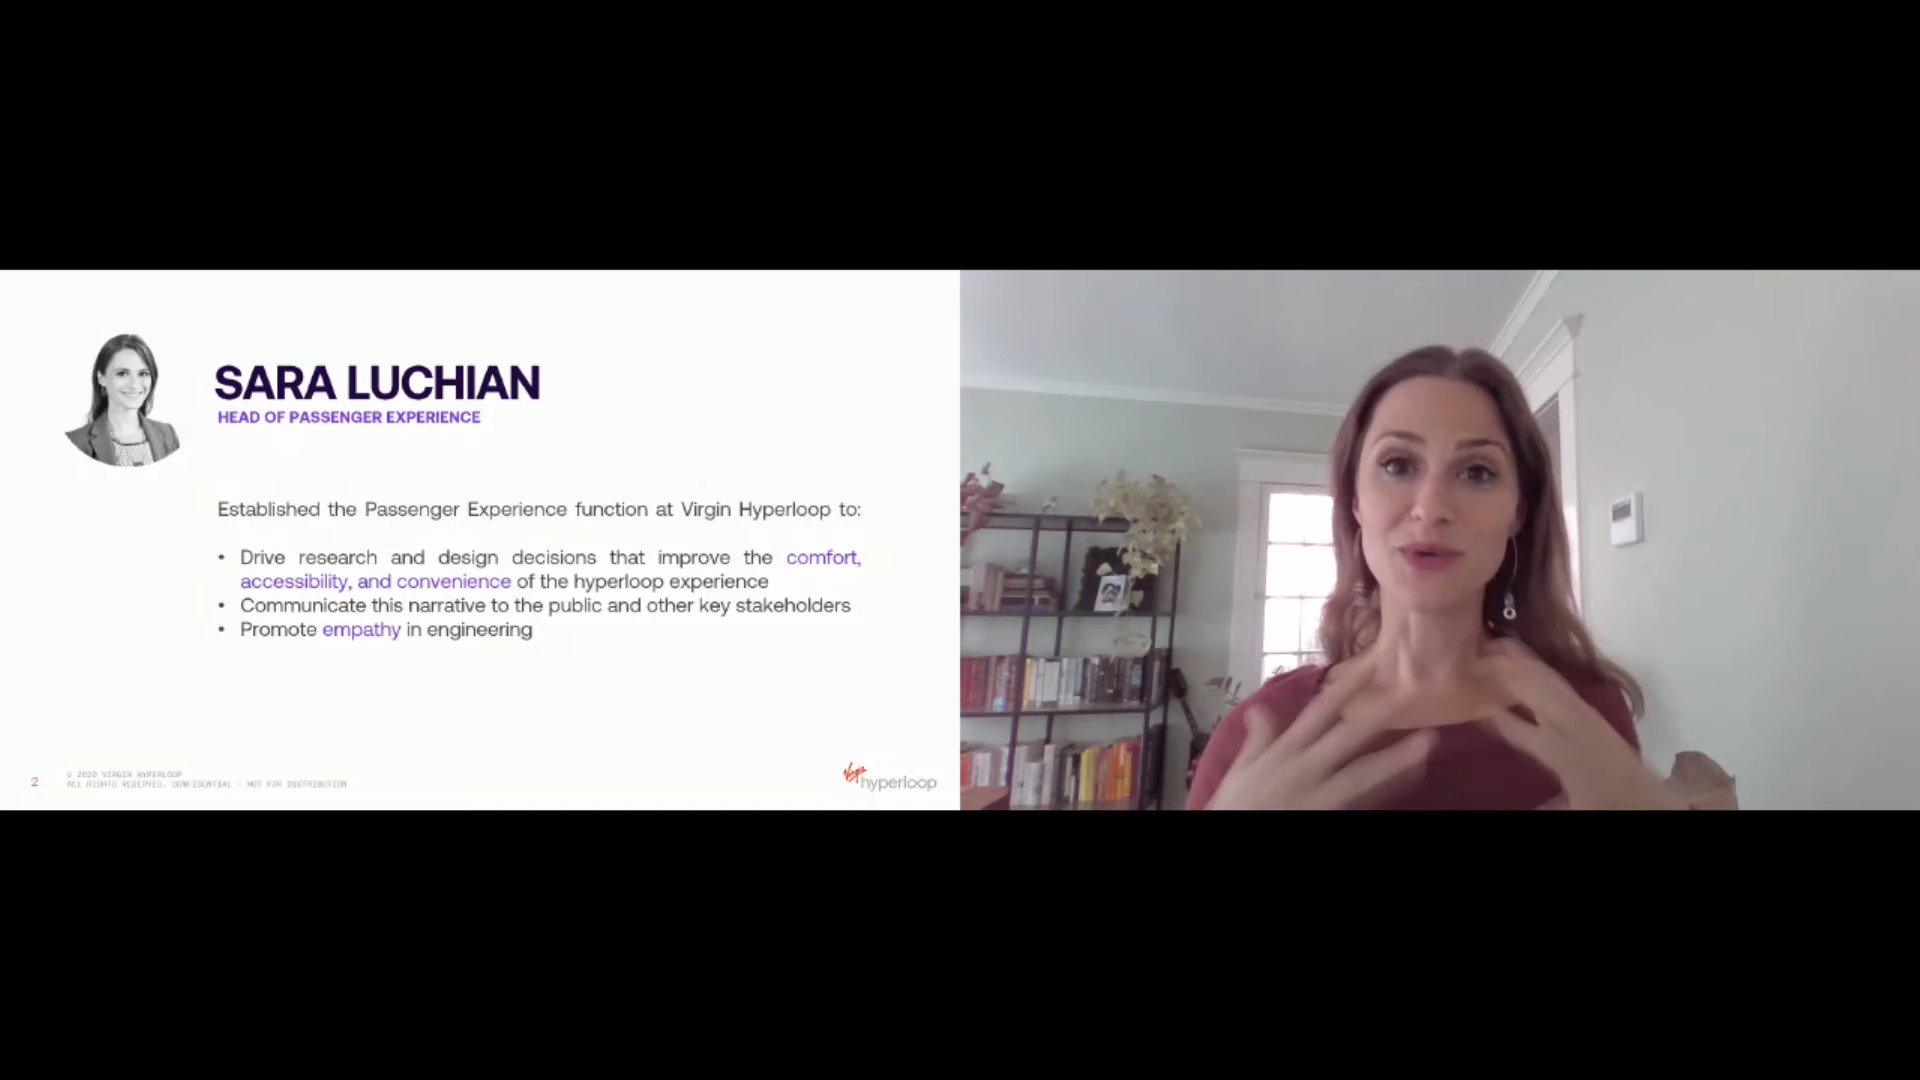 SARA LUCHIAN
HEAD OF PASSENGER EXPERIENCE
Established the Passenger Experience function at Virgin Hyperloop to:
• Drive research and design decisions that improve the comfort,
accessibility, and convenience of the hyperloop experience
• Communicate this narrative to the public and other key stakeholders
• Promote empathy in engineering
2
© 2020 VIRGIN HYPERLOOP
ALL RIGHTS RESERVED. CONFIDENTIAL - NOT FOR DISTRIBUTION
Virgin
hyperloop